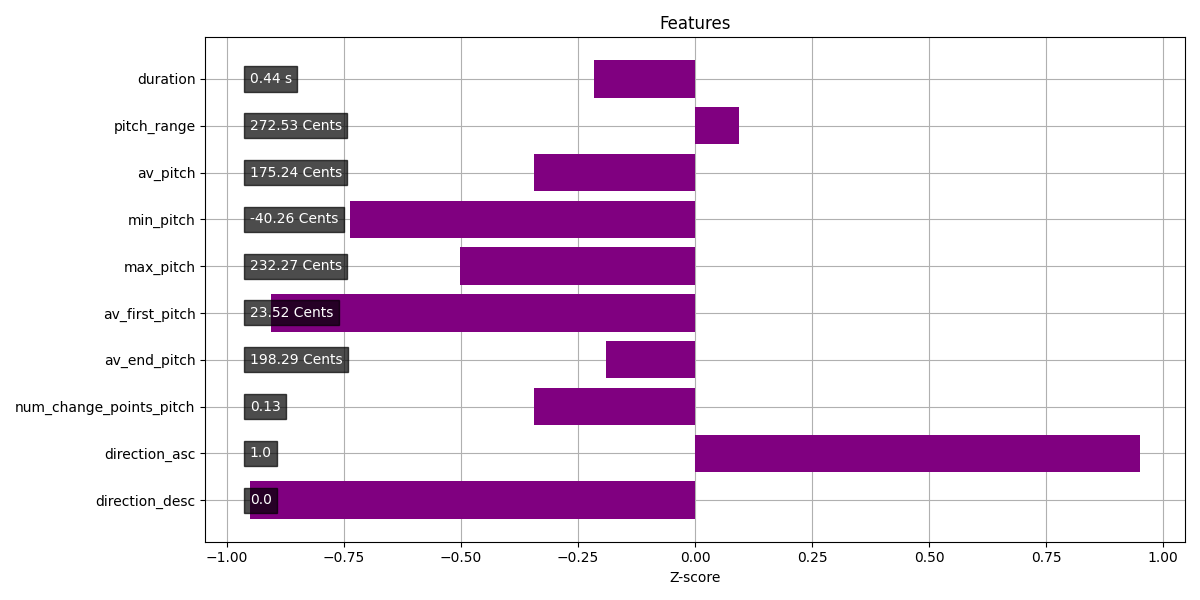 Features
duration 0.44 s
pitch_range 272.53 Cents
av_pitch 175.24 Cents
min_pitch -40.26 Cents
max_pitch 232.27 Cents
av_first_pitch 23.52 Cents
av_end_pitch 198.29 Cents
num_change_points_pitch 0.13
direction_asc 1.0
direction_desc 0.0
−1.00 −0.75 −0.50 −0.25 0.00 0.25 0.50 0.75 1.00
Z-score